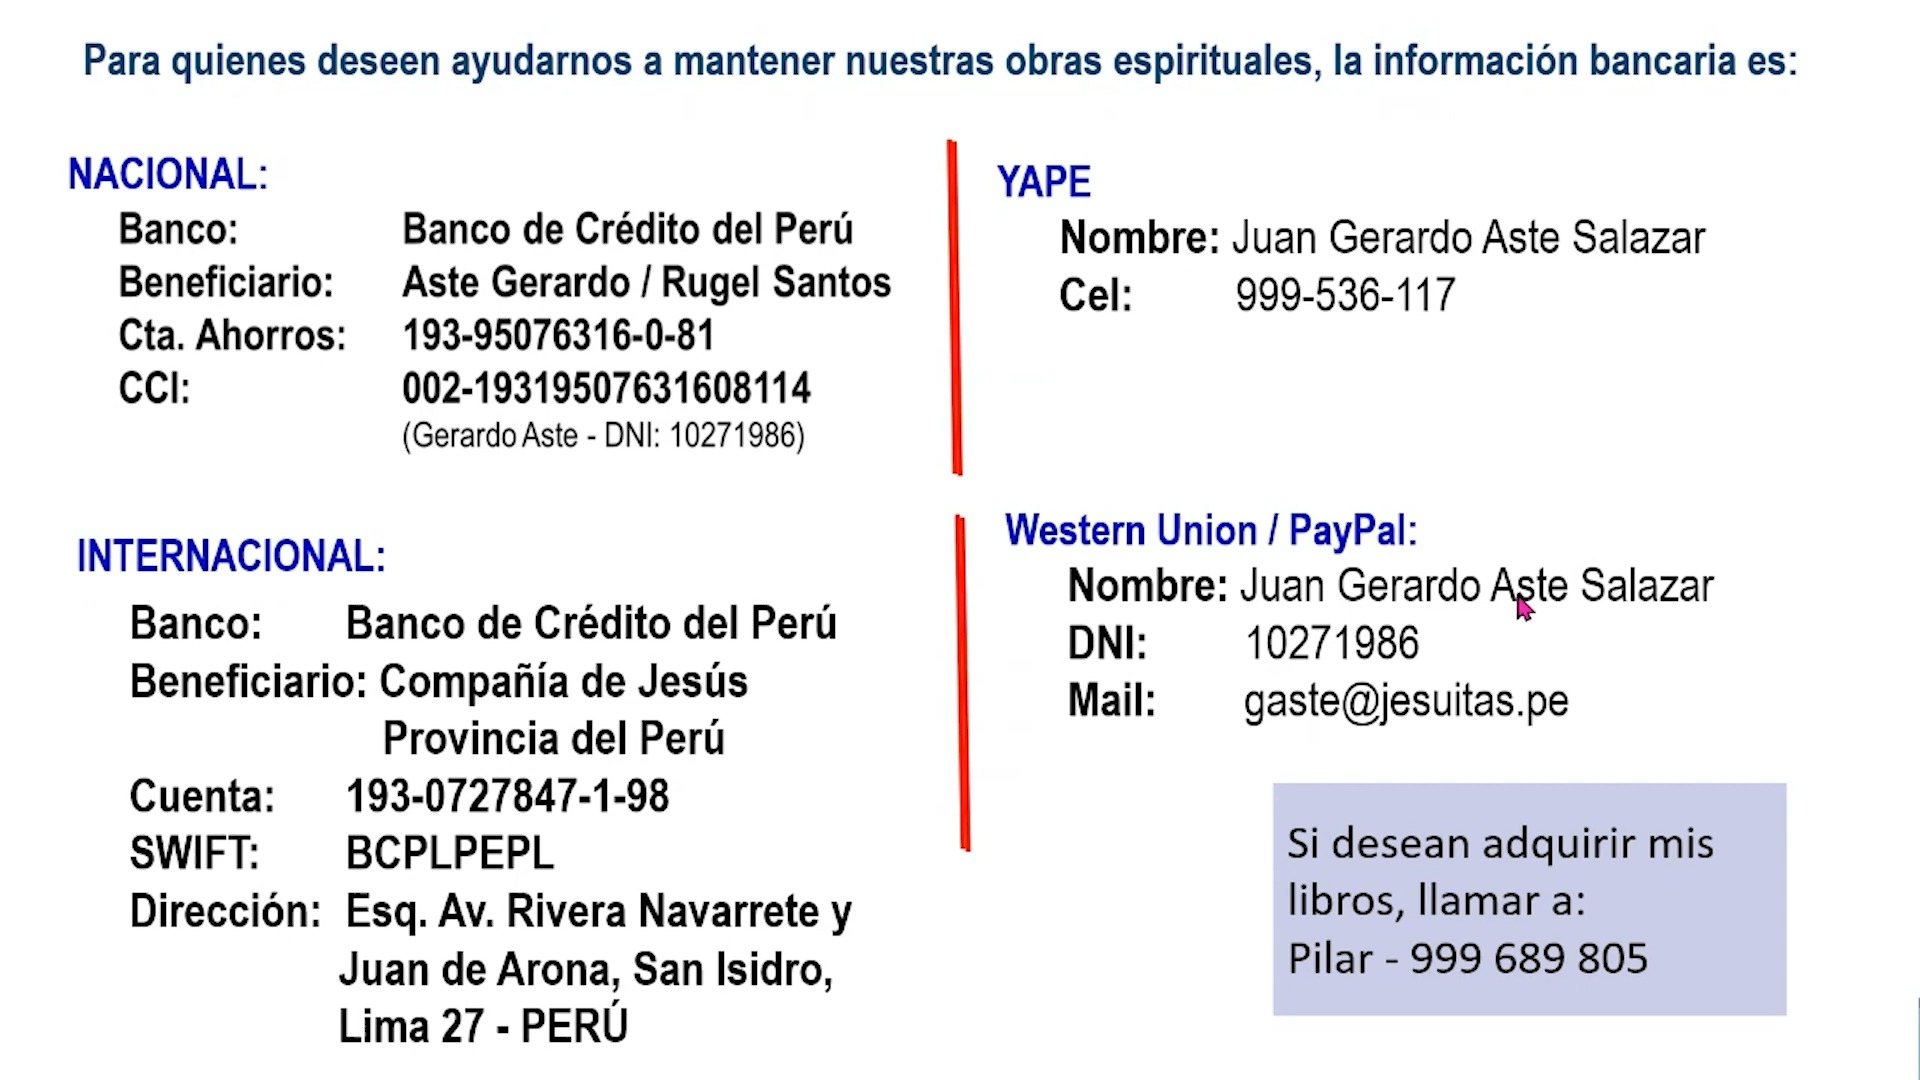 Para quienes deseen ayudarnos a mantener nuestras obras espirituales, la información bancaria es:
NACIONAL:
Banco: Banco de Crédito del Perú
Beneficiario: Aste Gerardo / Rugel Santos
Cta. Ahorros: 193-95076316-0-81
CCI: 002-19319507631608114
(Gerardo Aste - DNI: 10271986)
INTERNACIONAL:
Banco: Banco de Crédito del Perú
Beneficiario: Compañía de Jesús
Provincia del Perú
Cuenta: 193-0727847-1-98
SWIFT: BCPLPEPL
Dirección: Esq. Av. Rivera Navarrete y
Juan de Arona, San Isidro,
Lima 27 - PERÚ
YAPE
Nombre: Juan Gerardo Aste Salazar
Cel: 999-536-117
Western Union / PayPal:
Nombre: Juan Gerardo Aste Salazar
DNI: 10271986
Mail: gaste@jesuitas.pe
Si desean adquirir mis
libros, llamar a:
Pilar - 999 689 805